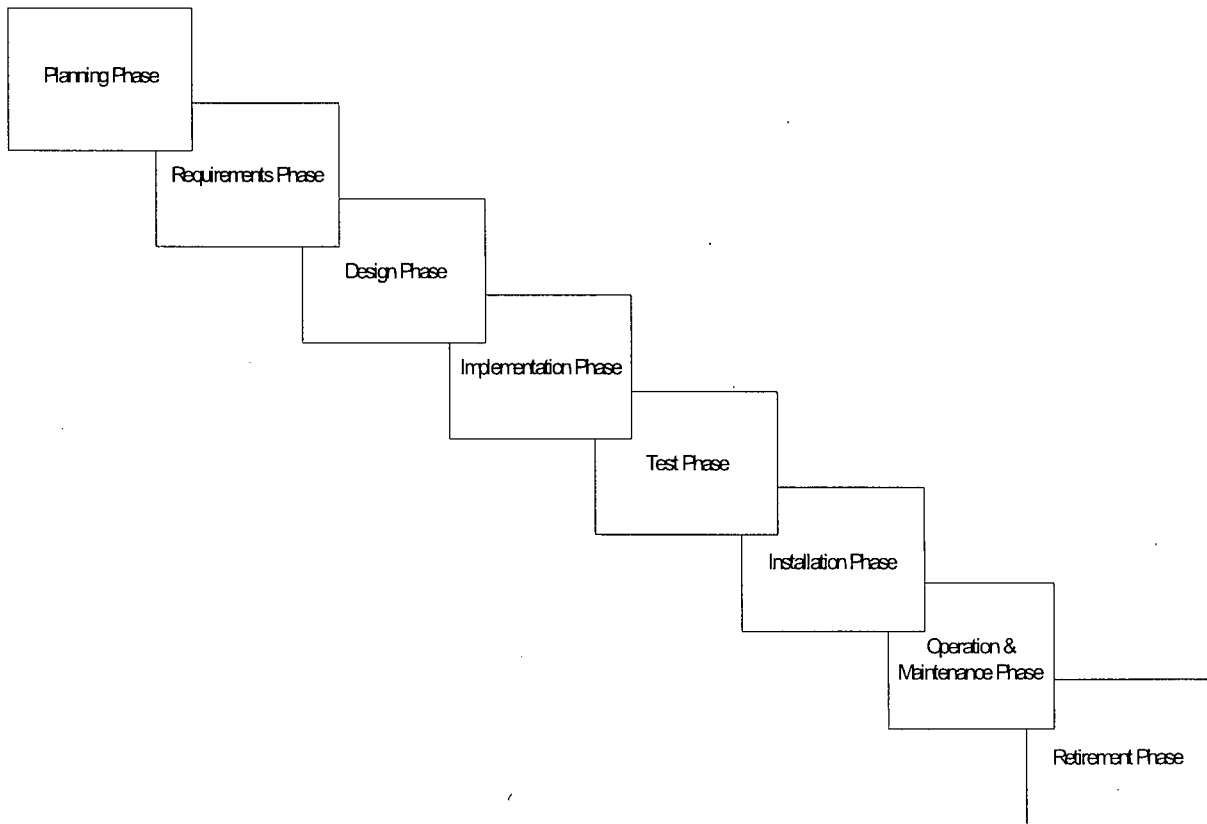 Planning Phase
Requirements Phase
Design Phase
Implementation Phase
Test Phase
Installation Phase
Operation &
Maintenance Phase
Retirement Phase